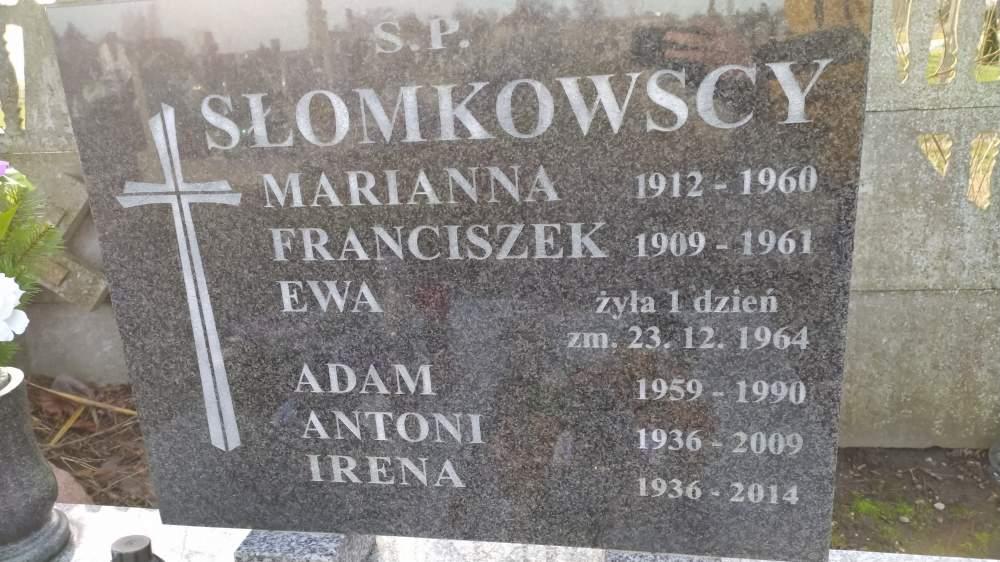 S.P.
SŁOMKOWSCY
MARIANNA 1912 - 1960
FRANCISZEK 1909 - 1961
EWA żyła 1 dzień
zm. 23. 12. 1964
ADAM 1959 - 1990
ANTONI 1936 - 2009
IRENA 1936 - 2014